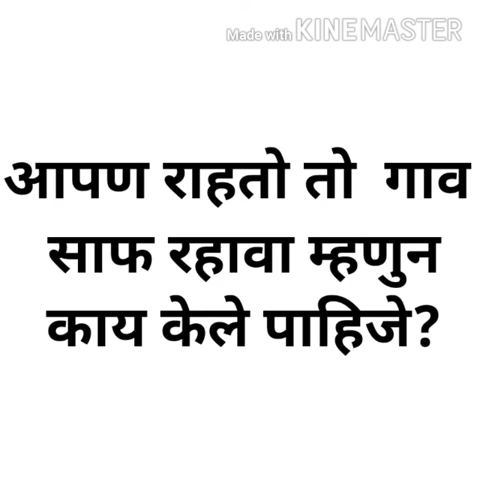 Made with KINEMASTER
आपण राहतो तो गाव
साफ रहावा म्हणुन
काय केले पाहिजे?